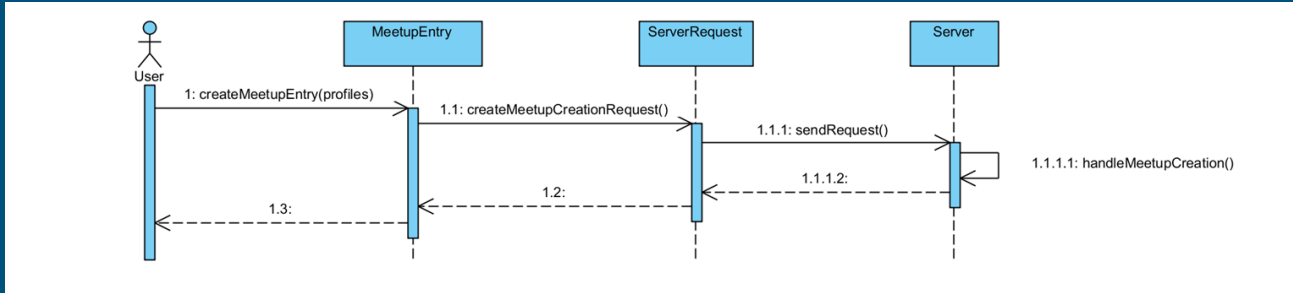 MeetupEntry
ServerRequest
Server
User
1: createMeetupEntry(profiles)
1.1: createMeetupCreationRequest()
1.1.1: sendRequest()
1.1.1.1: handleMeetupCreation()
1.1.1.2:
1.2:
1.3: